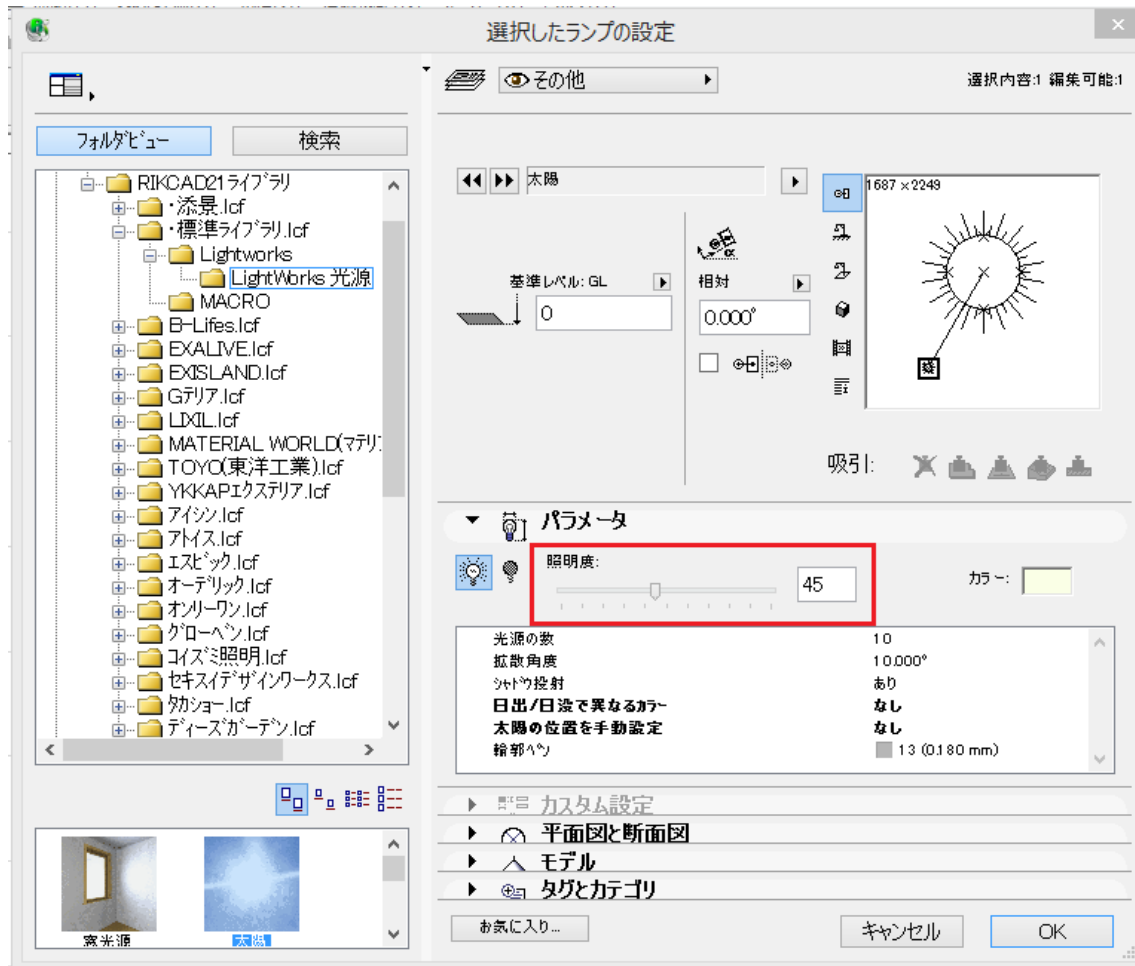 選択したランプの設定
その他
選択内容:1 編集可能:1
フォルダビュー
検索
RIKCAD21ライブラリ
・添景.lcf
・標準ライブラリ.lcf
Lightworks
LightWorks 光源
MACRO
B-Lifes.lcf
EXALIVE.lcf
EXISLAND.lcf
Gテリア.lcf
LIXIL.lcf
MATERIAL WORLD(マテリ
TOYO(東洋工業).lcf
YKKAPエクステリア.lcf
アイシン.lcf
アトイス.lcf
エスビック.lcf
オーデリック.lcf
オンリーワン.lcf
グローベン.lcf
コイズミ照明.lcf
セキスイデザインワークス.lcf
タカショー.lcf
ディーズガーデン.lcf
窓光源
太陽
太陽
1687×2249
基準レベル: GL
0
相対
0.000°
吸引:
パラメータ
照明度:
45
カラー:
光源の数 10
拡散角度 10.000°
シャドウ投射 あり
日出/日没で異なるカラー なし
太陽の位置を手動設定 なし
輪郭ペン 13 (0.180 mm)
カスタム設定
平面図と断面図
モデル
タグとカテゴリ
お気に入り...
キャンセル
OK